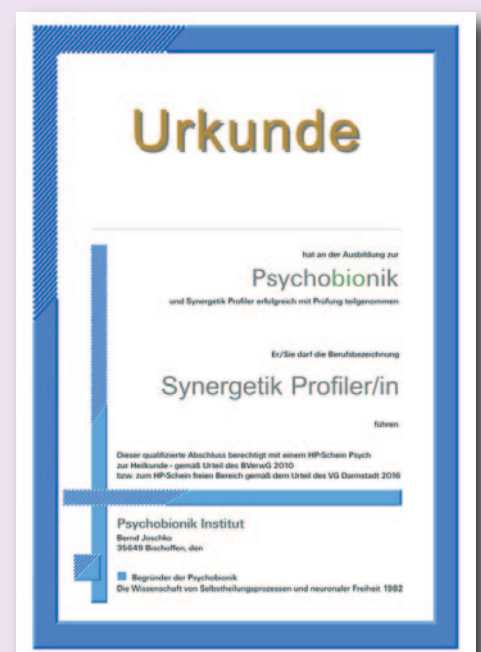 Urkunde
hat an der Ausbildung zur
Psychobionik
und Synergetik Profiler erfolgreich mit Prüfung teilgenommen
Er/Sie darf die Berufsbezeichnung
Synergetik Profiler/in
führen
Dieser qualifizierte Abschluss berechtigt mit einem HP-Schein Psych
zur Heilkunde - gemäß Urteil des BVerwG 2010
bzw. zum HP-Schein freien Bereich gemäß dem Urteil des VG Darmstadt 2016
Psychobionik Institut
Bernd Joschko
35649 Bischoffen, den
Begründer der Psychobionik
Die Wissenschaft von Selbstheilungsprozessen und neuronaler Freiheit 1982